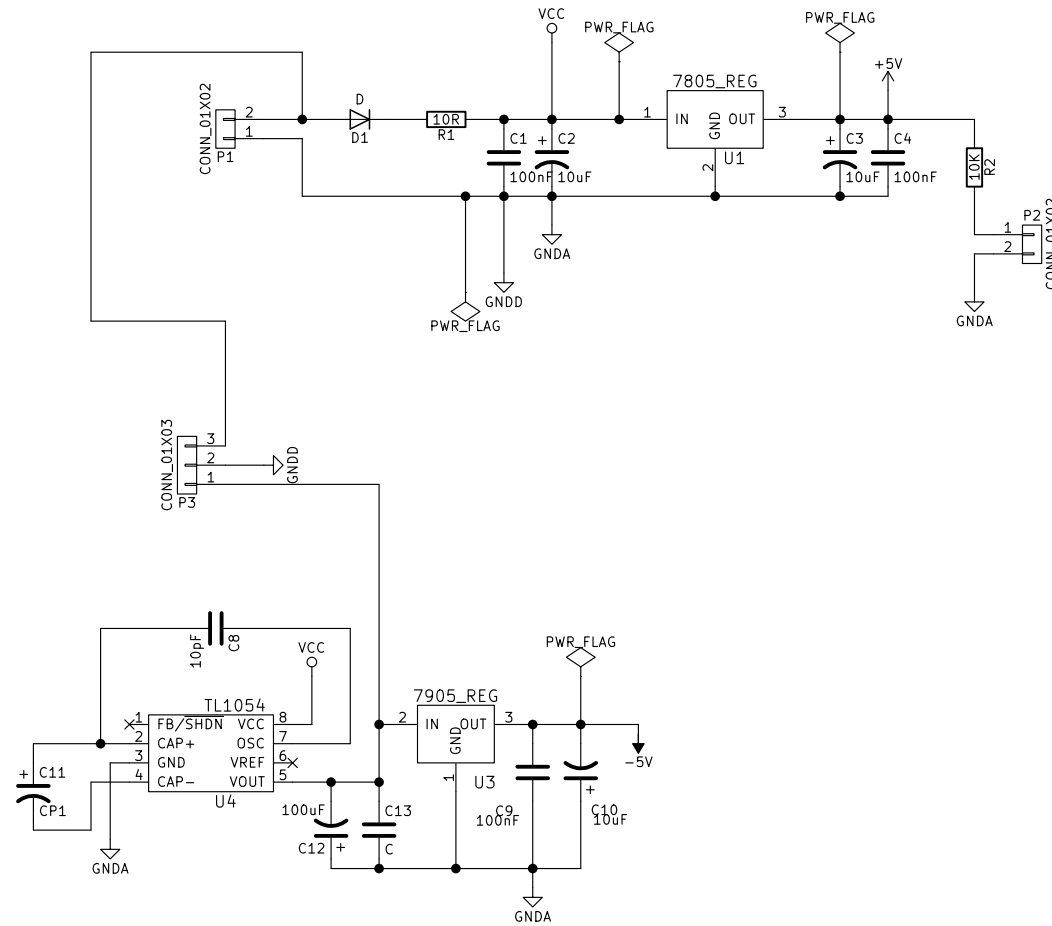 VCC
PWR_FLAG
PWR_FLAG
+5V
CONN_01X02
2
1
P1
D
D1
10R
R1
C1
100nF
+
C2
10uF
7805_REG
1
IN
GND
OUT
3
2
U1
+
C3
10uF
C4
100nF
10K
R2
P2
1
2
CONN_01X02
GNDA
GNDD
PWR_FLAG
GNDA
CONN_01X03
3
2
1
P3
GNDD
10pF
C8
VCC
PWR_FLAG
TL1054
1
FB/SHDN
VCC
8
2
CAP+
OSC
7
3
GND
VREF
6
4
CAP-
VOUT
5
U4
+
C11
CP1
GNDA
7905_REG
2
IN
GND
OUT
3
1
U3
-5V
100uF
C12
+
C13
C
C9
100nF
+
C10
10uF
GNDA